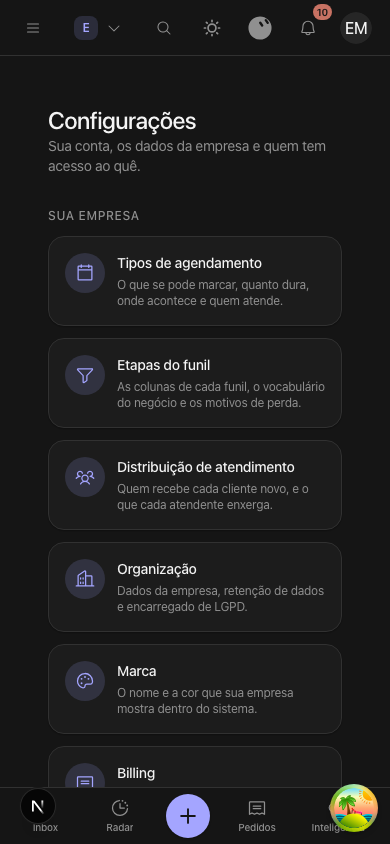 E
10
EM
Configurações
Sua conta, os dados da empresa e quem tem
acesso ao quê.
SUA EMPRESA
Tipos de agendamento
O que se pode marcar, quanto dura,
onde acontece e quem atende.
Etapas do funil
As colunas de cada funil, o vocabulário
do negócio e os motivos de perda.
Distribuição de atendimento
Quem recebe cada cliente novo, e o
que cada atendente enxerga.
Organização
Dados da empresa, retenção de dados
e encarregado de LGPD.
Marca
O nome e a cor que sua empresa
mostra dentro do sistema.
Billing
N
Inbox
Radar
Pedidos